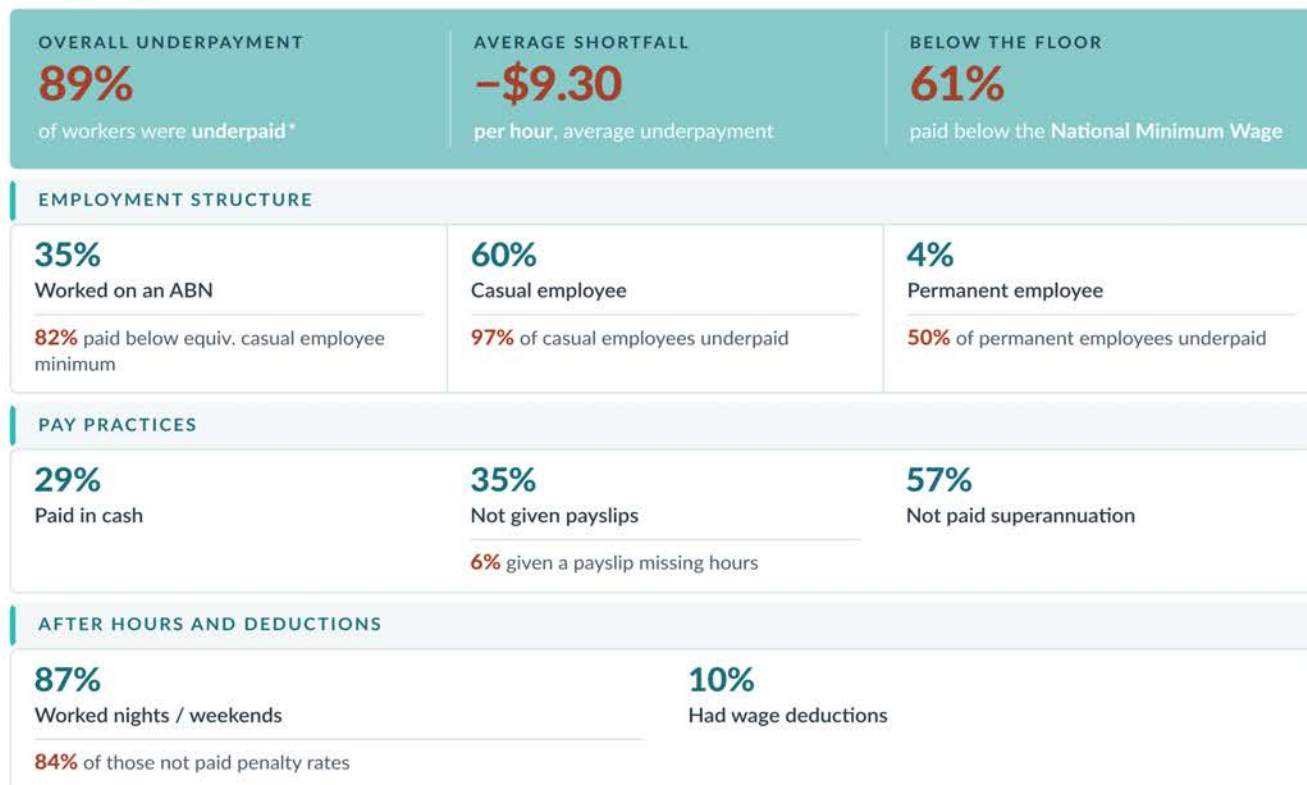 OVERALL UNDERPAYMENT
89%
of workers were underpaid*
AVERAGE SHORTFALL
–$9.30
per hour, average underpayment
BELOW THE FLOOR
61%
paid below the National Minimum Wage
EMPLOYMENT STRUCTURE
35%
Worked on an ABN
82% paid below equiv. casual employee
minimum
60%
Casual employee
97% of casual employees underpaid
4%
Permanent employee
50% of permanent employees underpaid
PAY PRACTICES
29%
Paid in cash
35%
Not given payslips
6% given a payslip missing hours
57%
Not paid superannuation
AFTER HOURS AND DEDUCTIONS
87%
Worked nights / weekends
84% of those not paid penalty rates
10%
Had wage deductions